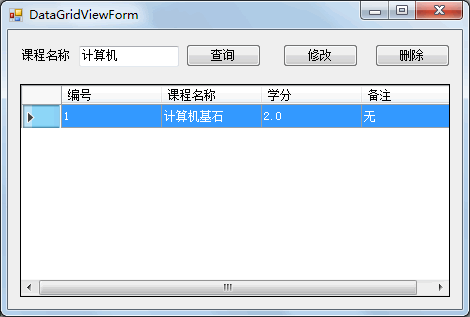 DataGridViewForm
课程名称 计算机 查询 修改 删除
编号 课程名称 学分 备注
1 计算机基石 2.0 无